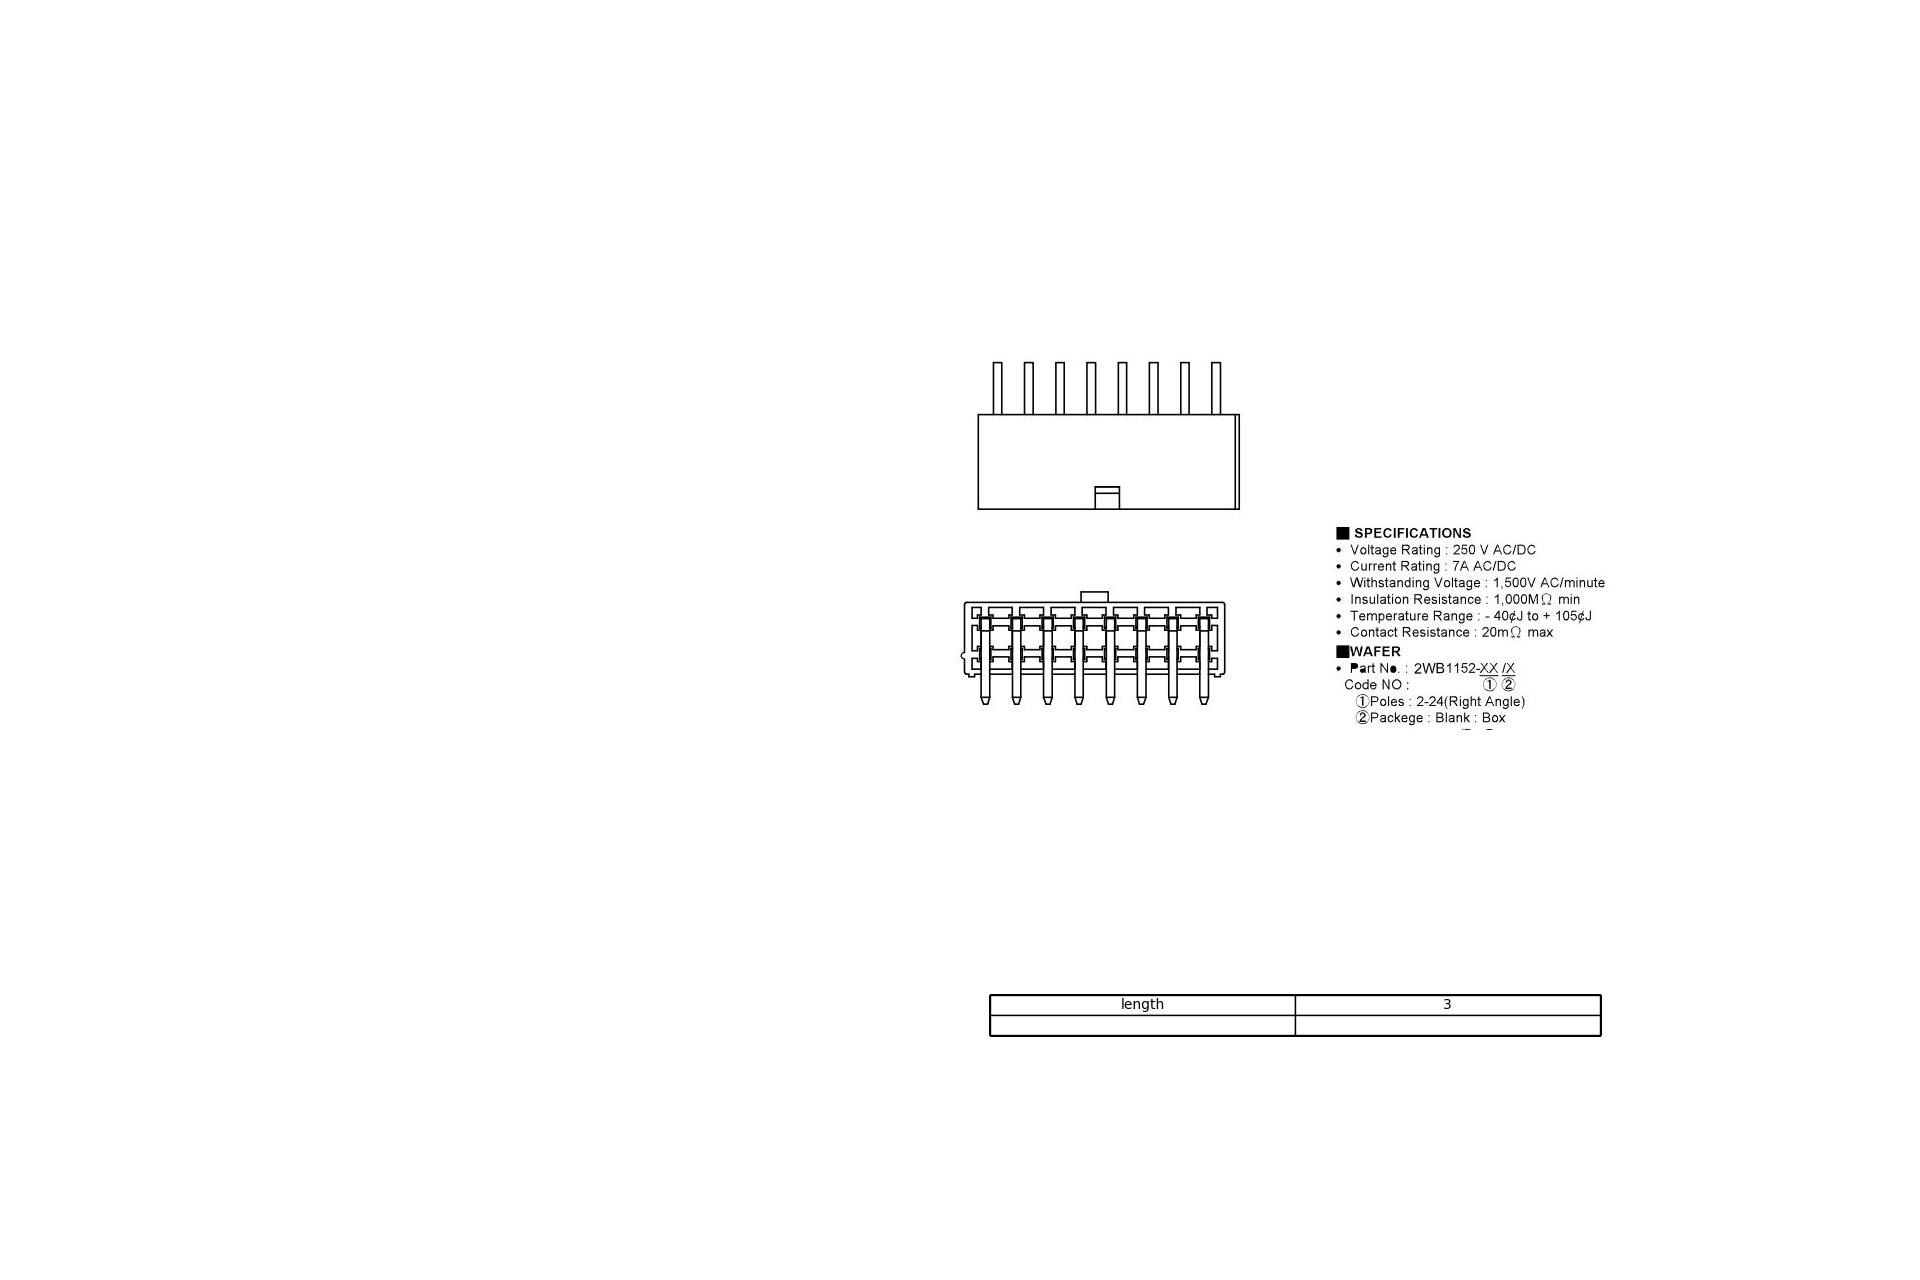 ■ SPECIFICATIONS
• Voltage Rating : 250 V AC/DC
• Current Rating : 7A AC/DC
• Withstanding Voltage : 1,500V AC/minute
• Insulation Resistance : 1,000MΩ min
• Temperature Range : - 40¢J to + 105¢J
• Contact Resistance : 20mΩ max
■WAFER
• Part No. : 2WB1152-XX /X
Code NO : ① ②
①Poles : 2-24(Right Angle)
②Packege : Blank : Box
length 3